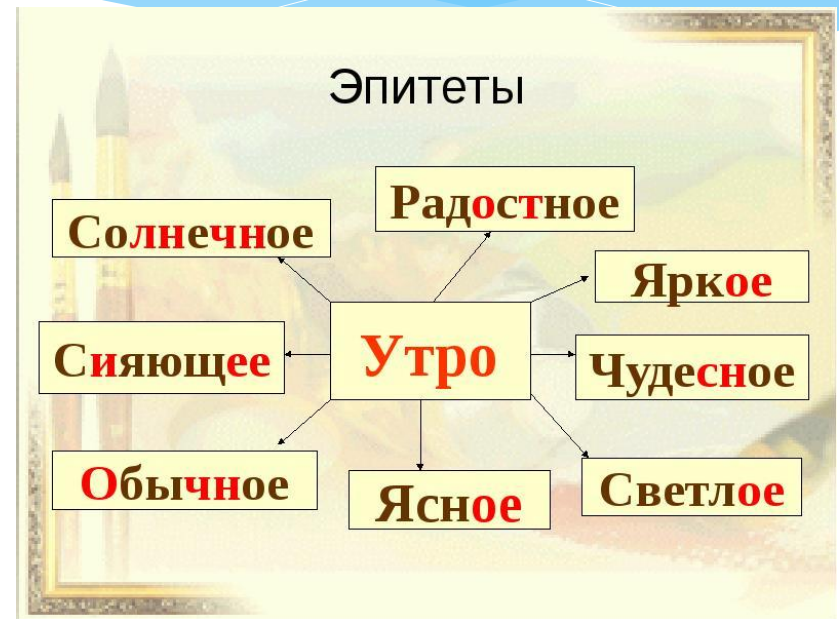 Эпитеты
Радостное
Солнечное
Яркое
Утро
Сияющее
Чудесное
Обычное
Ясное
Светлое